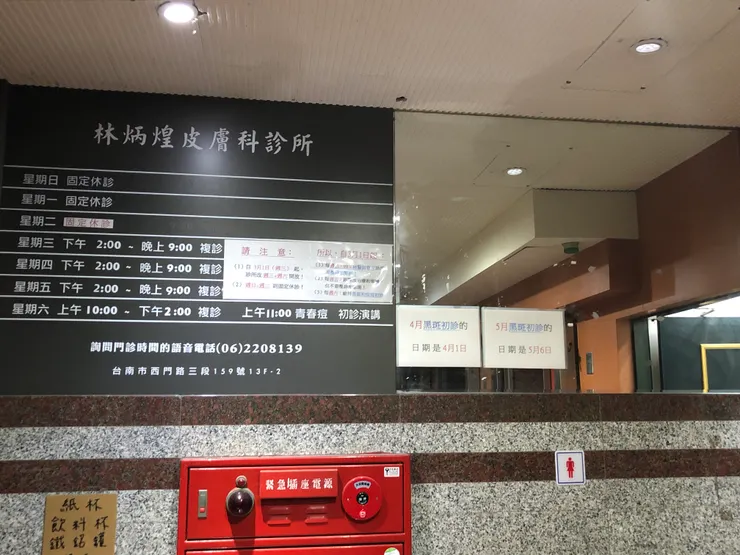 林炳煌皮膚科診所
星期日 固定休診
星期一 固定休診
星期二 固定休診
星期三 下午 2:00 ~ 晚上 9:00 複診
星期四 下午 2:00 ~ 晚上 9:00 複診
星期五 下午 2:00 ~ 晚上 9:00 複診
星期六 上午 10:00 ~ 下午 2:00 複診 上午11:00 青春痘 初診演講
請 注 意:
詢問門診時間的語音電話(06)2208139
台南市西門路三段159號13F-2
4月黑斑初診的
日期是4月1日
5月黑斑初診的
日期是5月6日
緊急插座電源
紙杯
飲料杯
鐵鋁罐